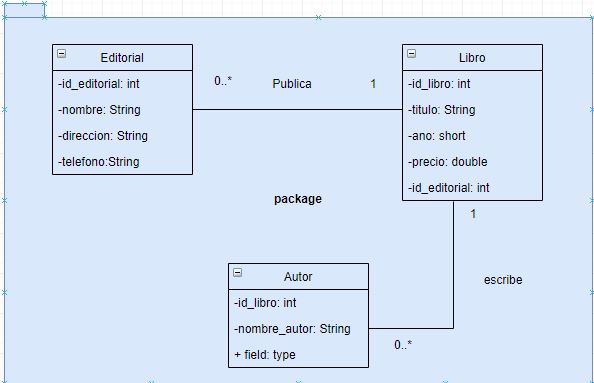 Editorial
-id_editorial: int
-nombre: String
-direccion: String
-telefono:String
0..*
Publica
1
Libro
-id_libro: int
-titulo: String
-ano: short
-precio: double
-id_editorial: int
package
1
escribe
0..*
Autor
-id_libro: int
-nombre_autor: String
+ field: type